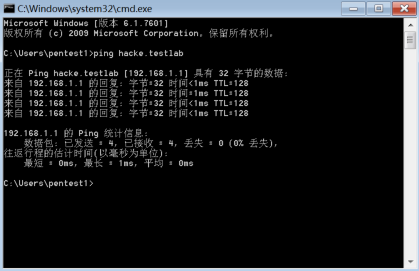 C:\Windows\system32\cmd.exe
Microsoft Windows [版本 6.1.7601]
版权所有 (c) 2009 Microsoft Corporation。保留所有权利。
C:\Users\pentest1>ping hacke.testlab
正在 Ping hacke.testlab [192.168.1.1] 具有 32 字节的数据:
来自 192.168.1.1 的回复: 字节=32 时间<1ms TTL=128
来自 192.168.1.1 的回复: 字节=32 时间=1ms TTL=128
来自 192.168.1.1 的回复: 字节=32 时间=1ms TTL=128
来自 192.168.1.1 的回复: 字节=32 时间<1ms TTL=128
192.168.1.1 的 Ping 统计信息:
数据包: 已发送 = 4，已接收 = 4，丢失 = 0 (0% 丢失)，
往返行程的估计时间(以毫秒为单位):
最短 = 0ms，最长 = 1ms，平均 = 0ms
C:\Users\pentest1>